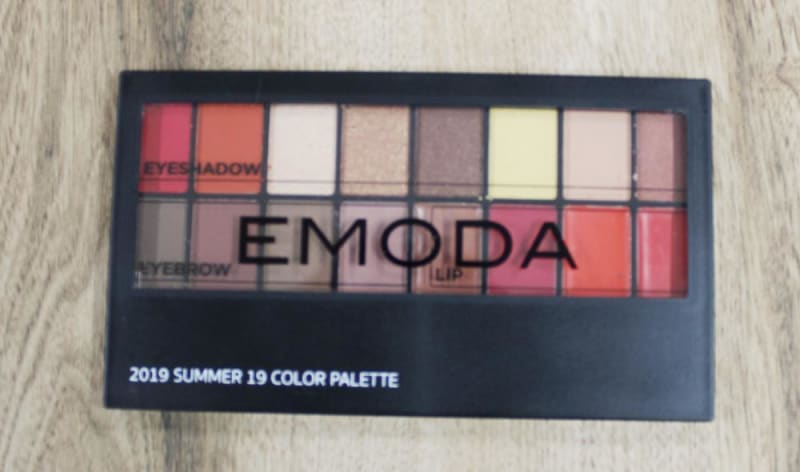 EYESHADOW
EMODA
EYEBROW
LIP
2019 SUMMER 19 COLOR PALETTE